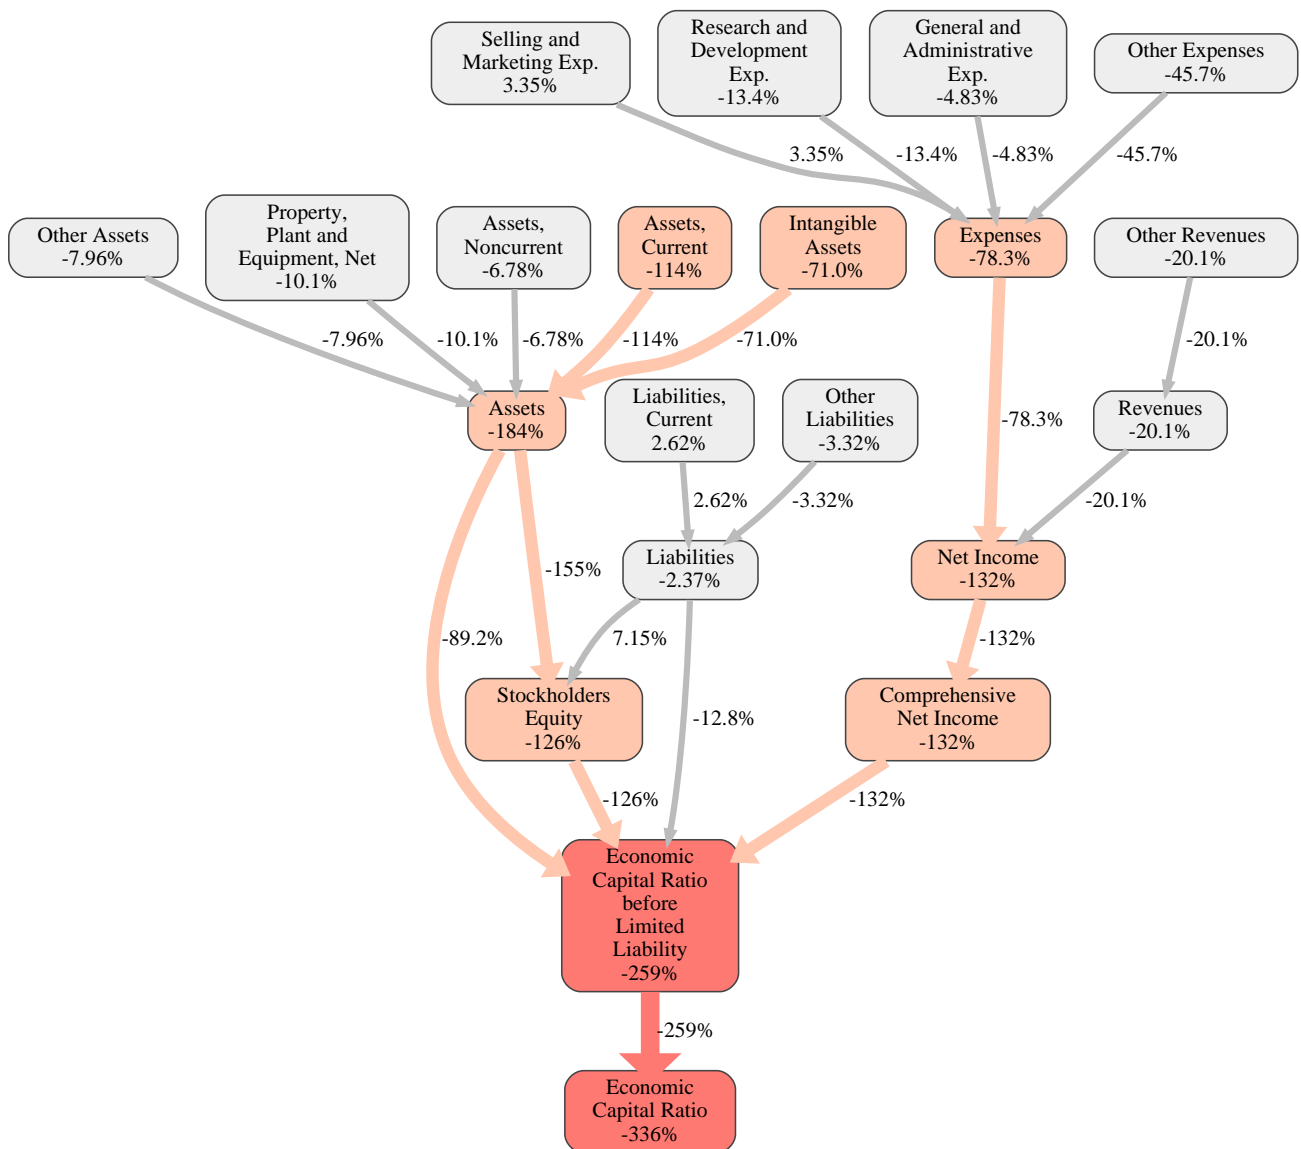 Selling and
Marketing Exp.
3.35%
Research and
Development
Exp.
-13.4%
General and
Administrative
Exp.
-4.83%
Other Expenses
-45.7%
3.35%
-13.4%
-4.83%
-45.7%
Other Assets
-7.96%
Property,
Plant and
Equipment, Net
-10.1%
Assets,
Noncurrent
-6.78%
Assets,
Current
-114%
Intangible
Assets
-71.0%
Expenses
-78.3%
Other Revenues
-20.1%
-7.96%
-10.1%
-6.78%
-114%
-71.0%
-20.1%
Assets
-184%
Liabilities,
Current
2.62%
Other
Liabilities
-3.32%
-78.3%
Revenues
-20.1%
2.62%
-3.32%
-20.1%
-155%
Liabilities
-2.37%
Net Income
-132%
-89.2%
7.15%
-132%
Stockholders
Equity
-126%
-12.8%
Comprehensive
Net Income
-132%
-126%
-132%
Economic
Capital Ratio
before
Limited
Liability
-259%
-259%
Economic
Capital Ratio
-336%